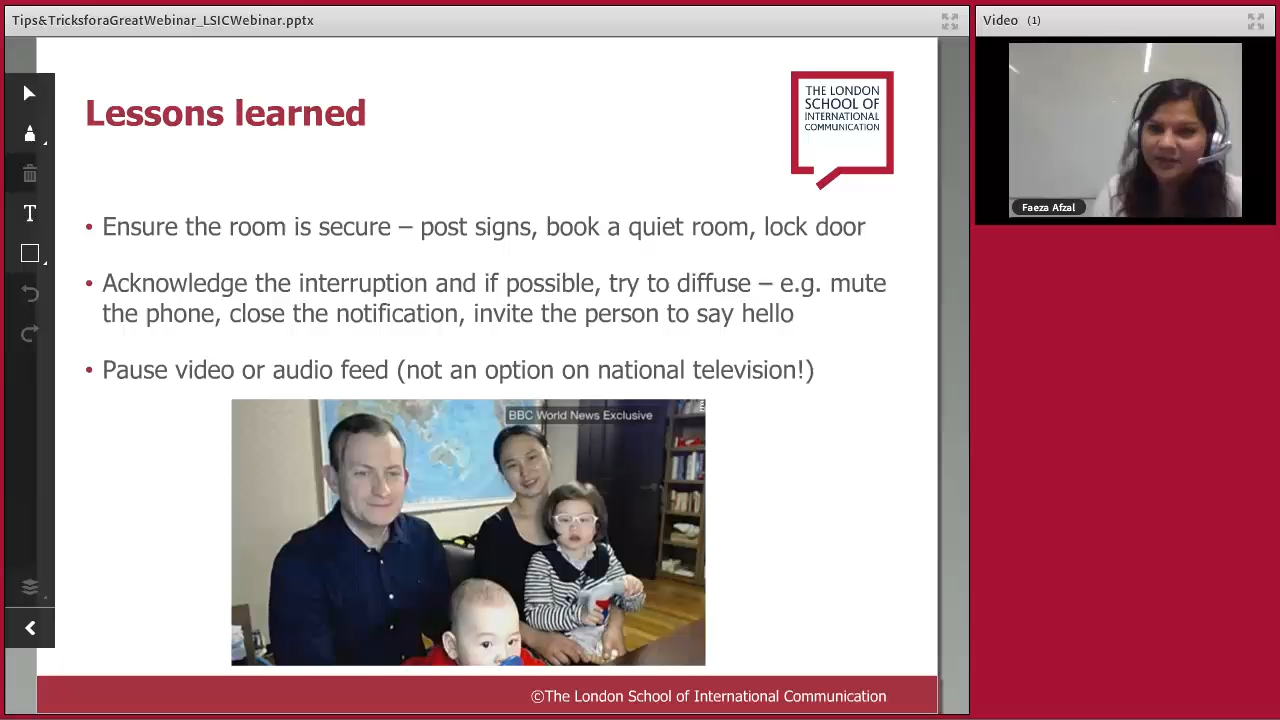 Tips&TricksforaGreatWebinar_LSICWebinar.pptx
Video (1)
Lessons learned
THE LONDON
SCHOOL OF
INTERNATIONAL
COMMUNICATION
Faeza Afzal
• Ensure the room is secure – post signs, book a quiet room, lock door
• Acknowledge the interruption and if possible, try to diffuse – e.g. mute
the phone, close the notification, invite the person to say hello
• Pause video or audio feed (not an option on national television!)
BBC World News Exclusive
T
©The London School of International Communication